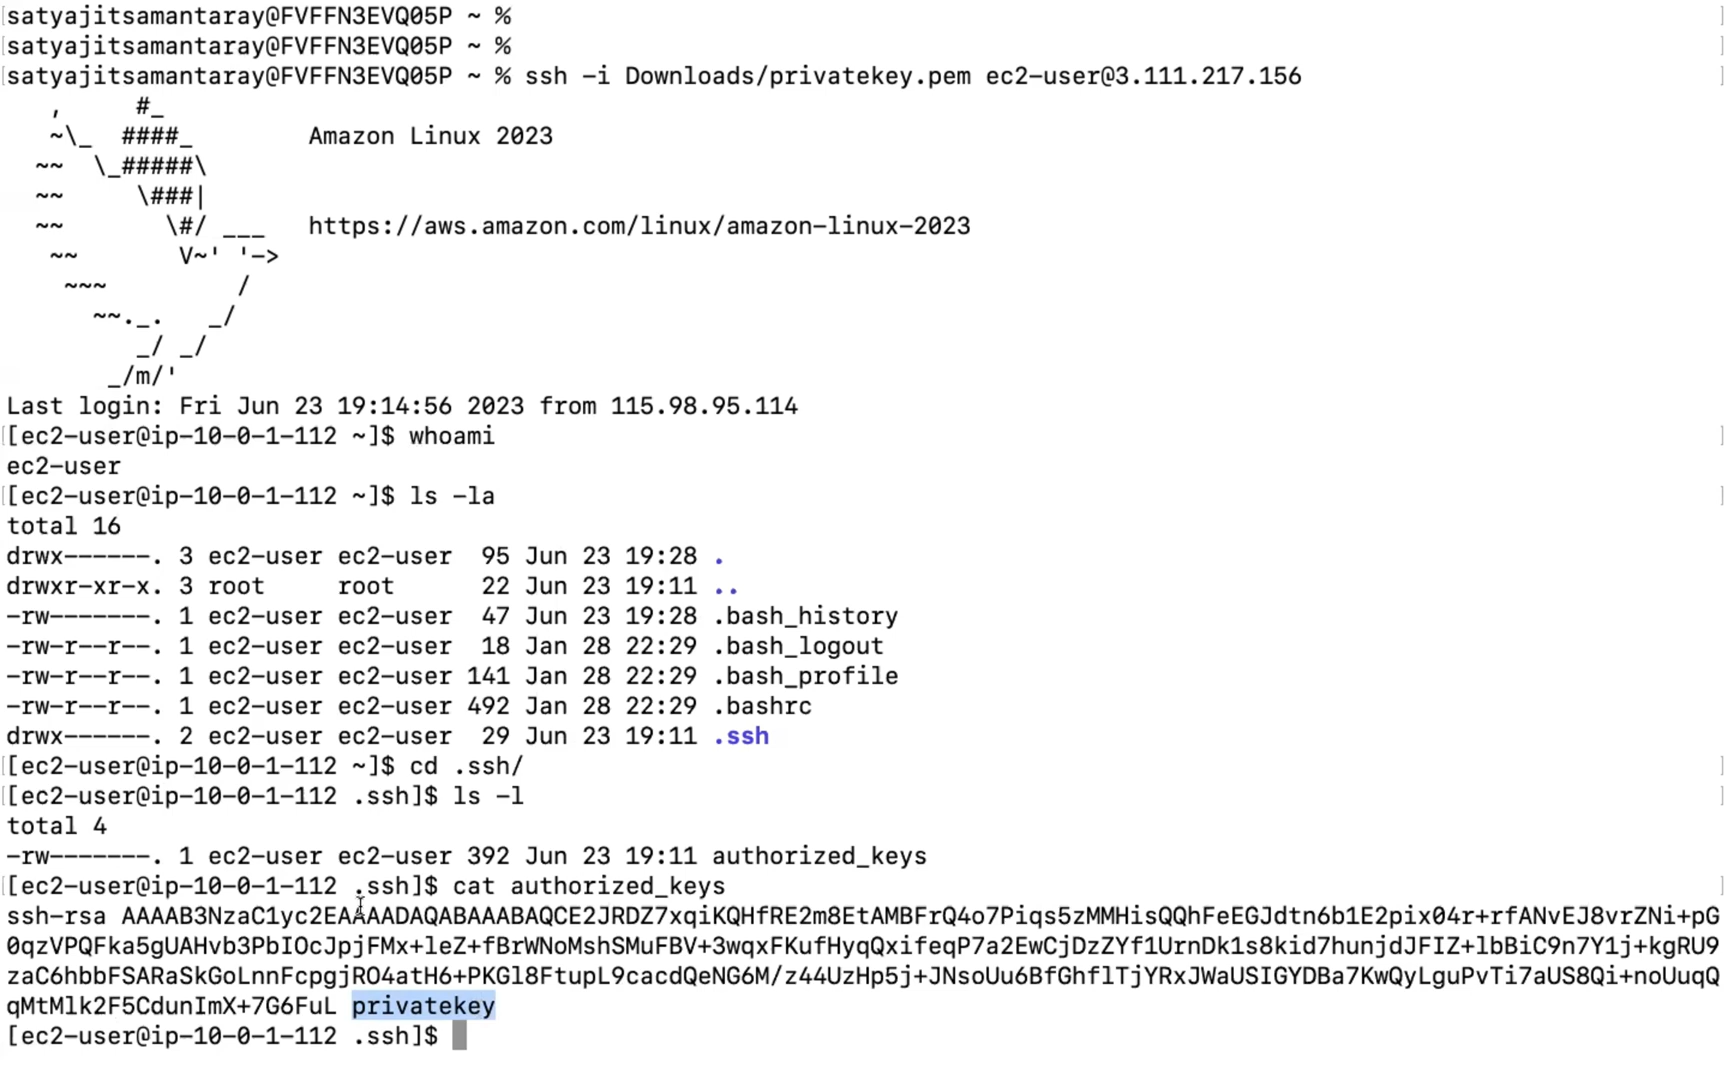 satyajitsamantaray@FVFFN3EVQ05P ~ %
satyajitsamantaray@FVFFN3EVQ05P ~ %
satyajitsamantaray@FVFFN3EVQ05P ~ % ssh -i Downloads/privatekey.pem ec2-user@3.111.217.156
   ,     #_
   ~\_  ####_        Amazon Linux 2023
  ~~  \_#####\
  ~~     \###|
  ~~       \#/ ___   https://aws.amazon.com/linux/amazon-linux-2023
   ~~       V~' '->
    ~~~         /
      ~~._.   _/
         _/ _/
       _/m/'
Last login: Fri Jun 23 19:14:56 2023 from 115.98.95.114
[ec2-user@ip-10-0-1-112 ~]$ whoami
ec2-user
[ec2-user@ip-10-0-1-112 ~]$ ls -la
total 16
drwx------. 3 ec2-user ec2-user  95 Jun 23 19:28 .
drwxr-xr-x. 3 root     root      22 Jun 23 19:11 ..
-rw-------. 1 ec2-user ec2-user  47 Jun 23 19:28 .bash_history
-rw-r--r--. 1 ec2-user ec2-user  18 Jan 28 22:29 .bash_logout
-rw-r--r--. 1 ec2-user ec2-user 141 Jan 28 22:29 .bash_profile
-rw-r--r--. 1 ec2-user ec2-user 492 Jan 28 22:29 .bashrc
drwx------. 2 ec2-user ec2-user  29 Jun 23 19:11 .ssh
[ec2-user@ip-10-0-1-112 ~]$ cd .ssh/
[ec2-user@ip-10-0-1-112 .ssh]$ ls -l
total 4
-rw-------. 1 ec2-user ec2-user 392 Jun 23 19:11 authorized_keys
[ec2-user@ip-10-0-1-112 .ssh]$ cat authorized_keys
ssh-rsa AAAAB3NzaC1yc2EAAAADAQABAAABAQCE2JRDZ7xqiKQHfRE2m8EtAMBFrQ4o7Piqs5zMMHisQQhFeEGJdtn6b1E2pix04r+rfANvEJ8vrZNi+pG
0qzVPQFka5gUAHvb3PbIOcJpjFMx+leZ+fBrWNoMshSMuFBV+3wqxFKufHyqQxifeqP7a2EwCjDzZYf1UrnDk1s8kid7hunjdJFIZ+lbBiC9n7Y1j+kgRU9
zaC6hbbFSARaSkGoLnnFcpgjRO4atH6+PKGl8FtupL9cacdQeNG6M/z44UzHp5j+JNsoUu6BfGhflTjYRxJWaUSIGYDBa7KwQyLguPvTi7aUS8Qi+noUuqQ
qMtMlk2F5CdunImX+7G6FuL privatekey
[ec2-user@ip-10-0-1-112 .ssh]$